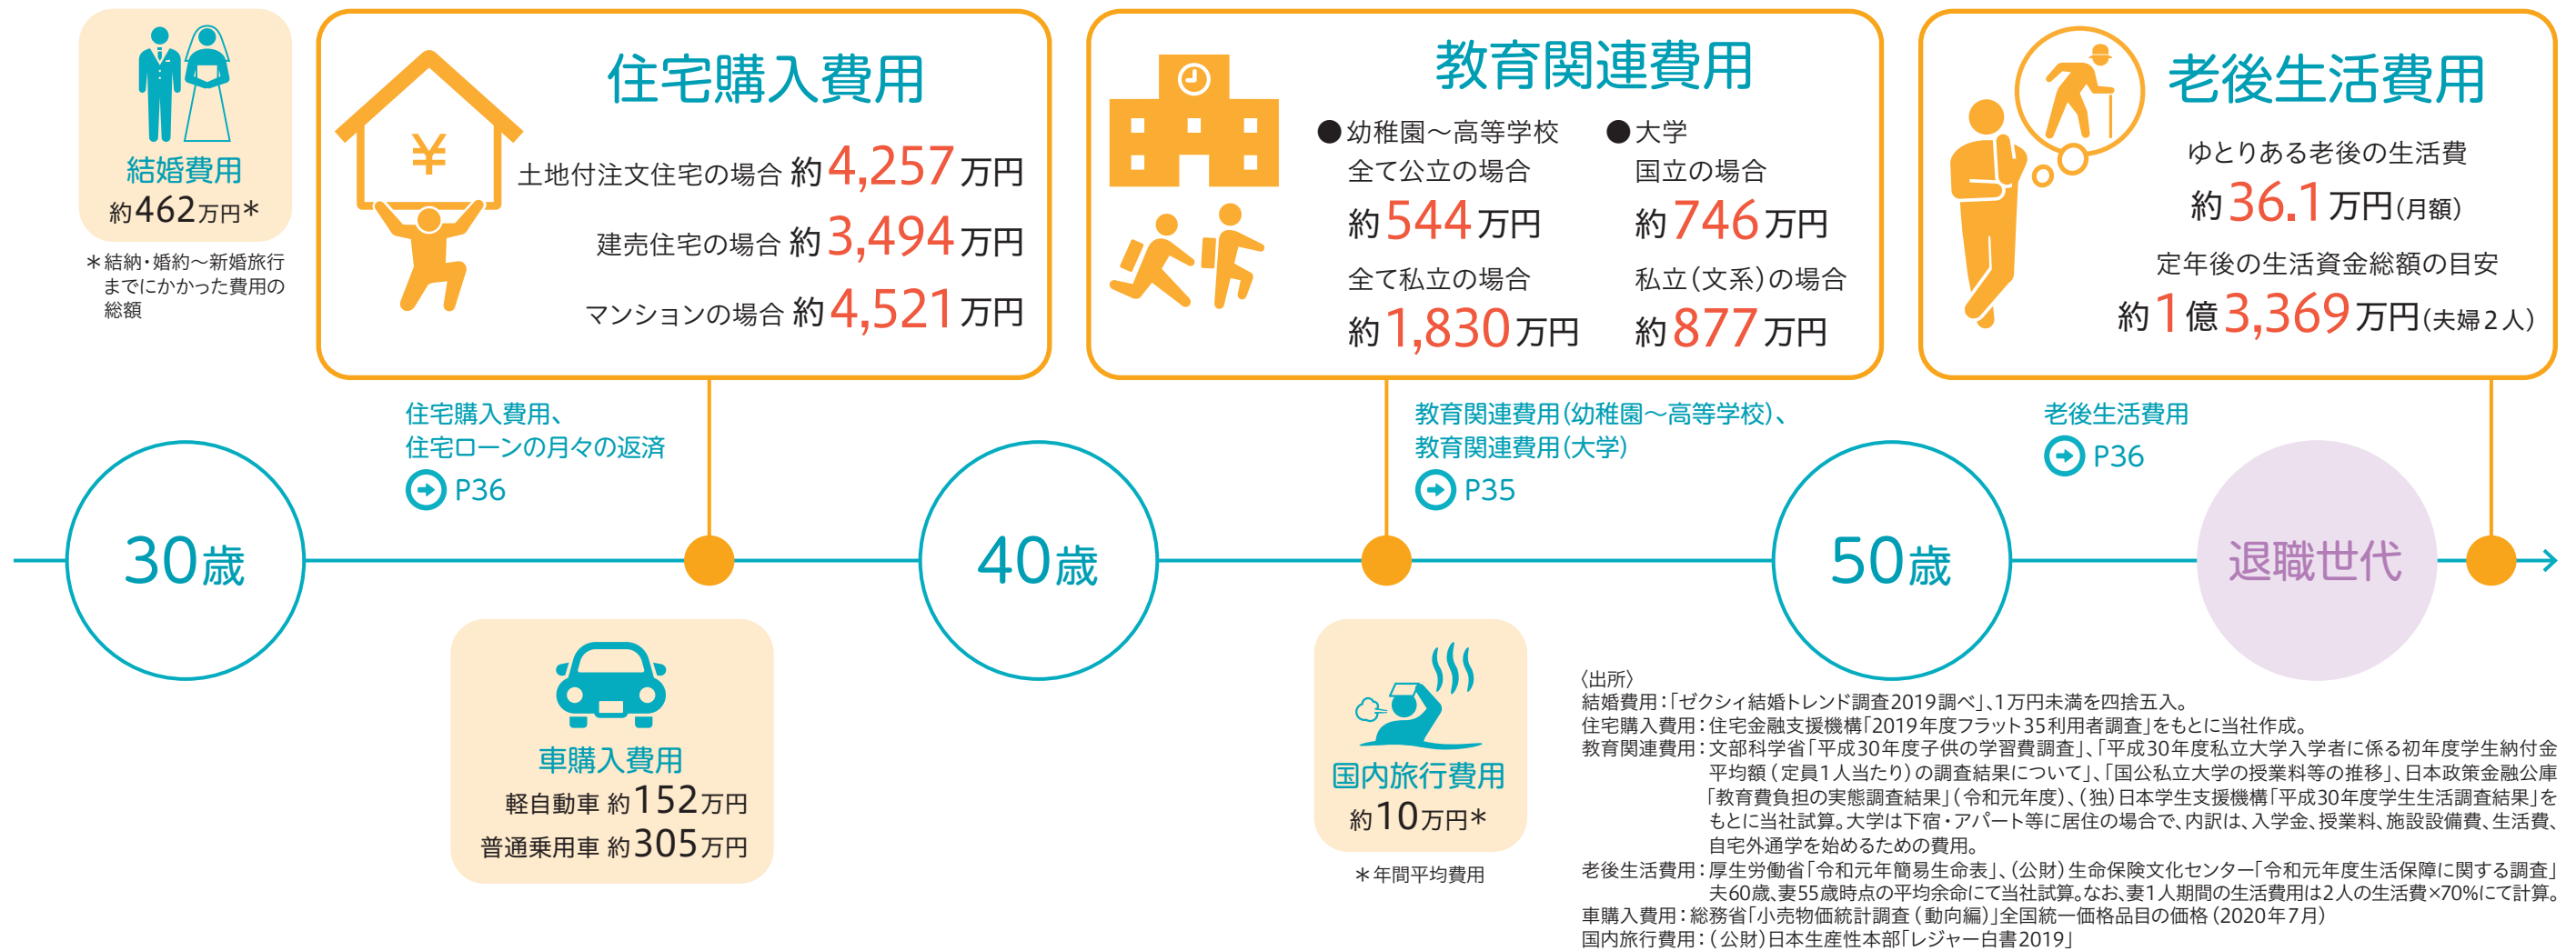 結婚費用
約462万円*
*結納・婚約～新婚旅行
までにかかった費用の
総額
¥
住宅購入費用
土地付注文住宅の場合 約4,257万円
建売住宅の場合 約3,494万円
マンションの場合 約4,521万円
教育関連費用
●幼稚園～高等学校
全て公立の場合
約544万円
全て私立の場合
約1,830万円
●大学
国立の場合
約746万円
私立(文系)の場合
約877万円
老後生活費用
ゆとりある老後の生活費
約36.1万円(月額)
定年後の生活資金総額の目安
約1億3,369万円(夫婦2人)
住宅購入費用、
住宅ローンの月々の返済
P36
教育関連費用(幼稚園～高等学校)、
教育関連費用(大学)
P35
老後生活費用
P36
30歳
40歳
50歳
退職世代
車購入費用
軽自動車 約152万円
普通乗用車 約305万円
国内旅行費用
約10万円*
*年間平均費用
〈出所〉
結婚費用:「ゼクシィ結婚トレンド調査2019調べ」、1万円未満を四捨五入。
住宅購入費用:住宅金融支援機構「2019年度フラット35利用者調査」をもとに当社作成。
教育関連費用:文部科学省「平成30年度子供の学習費調査」、「平成30年度私立大学入学者に係る初年度学生納付金
平均額(定員1人当たり)の調査結果について」、「国公私立大学の授業料等の推移」、日本政策金融公庫
「教育費負担の実態調査結果」(令和元年度)、(独)日本学生支援機構「平成30年度学生生活調査結果」を
もとに当社試算。大学は下宿・アパート等に居住の場合で、内訳は、入学金、授業料、施設設備費、生活費、
自宅外通学を始めるための費用。
老後生活費用:厚生労働省「令和元年簡易生命表」、(公財)生命保険文化センター「令和元年度生活保障に関する調査」
夫60歳、妻55歳時点の平均余命にて当社試算。なお、妻1人期間の生活費用は2人の生活費×70%にて計算。
車購入費用:総務省「小売物価統計調査(動向編)」全国統一価格品目の価格(2020年7月)
国内旅行費用:(公財)日本生産性本部「レジャー白書2019」